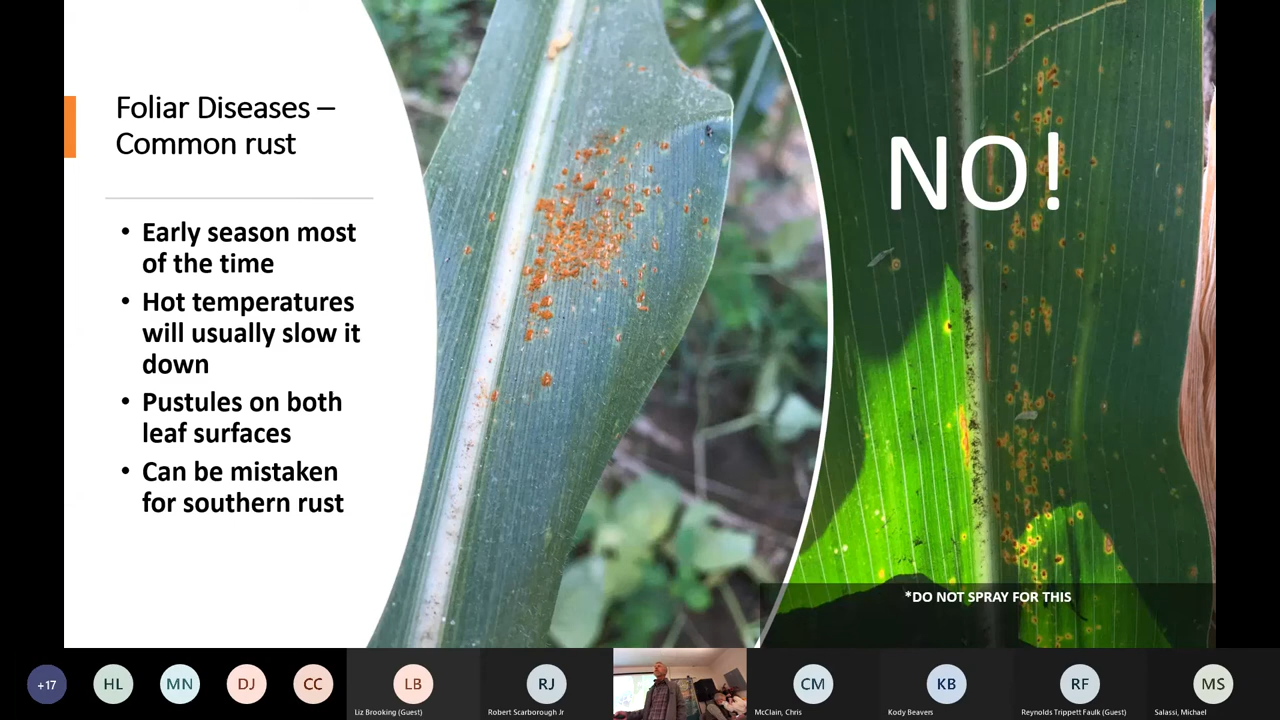 Foliar Diseases –
Common rust
• Early season most
of the time
• Hot temperatures
will usually slow it
down
• Pustules on both
leaf surfaces
• Can be mistaken
for southern rust
NO!
*DO NOT SPRAY FOR THIS
+17
HL
MN
DJ
CC
LB
RJ
CM
KB
RF
MS
Liz Brooking (Guest)
Robert Scarborough Jr
McClain, Chris
Kody Beavers
Reynolds Trippett Faulk (Guest)
Salassi, Michael